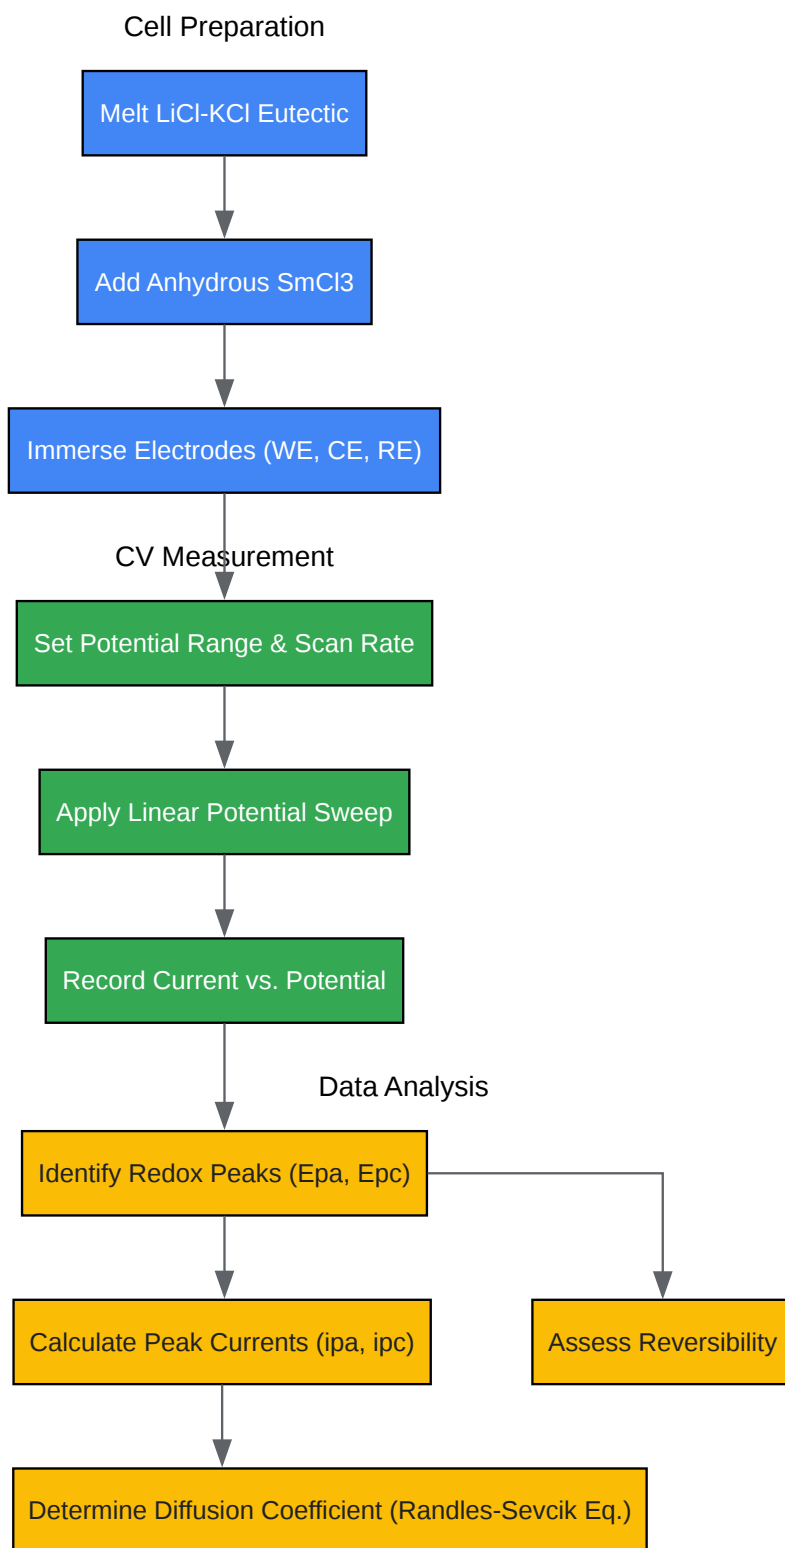 Cell Preparation
Melt LiCl-KCl Eutectic
Add Anhydrous SmCl3
Immerse Electrodes (WE, CE, RE)
CV Measurement
Set Potential Range & Scan Rate
Apply Linear Potential Sweep
Record Current vs. Potential
Data Analysis
Identify Redox Peaks (Epa, Epc)
Calculate Peak Currents (ipa, ipc)
Assess Reversibility
Determine Diffusion Coefficient (Randles-Sevcik Eq.)